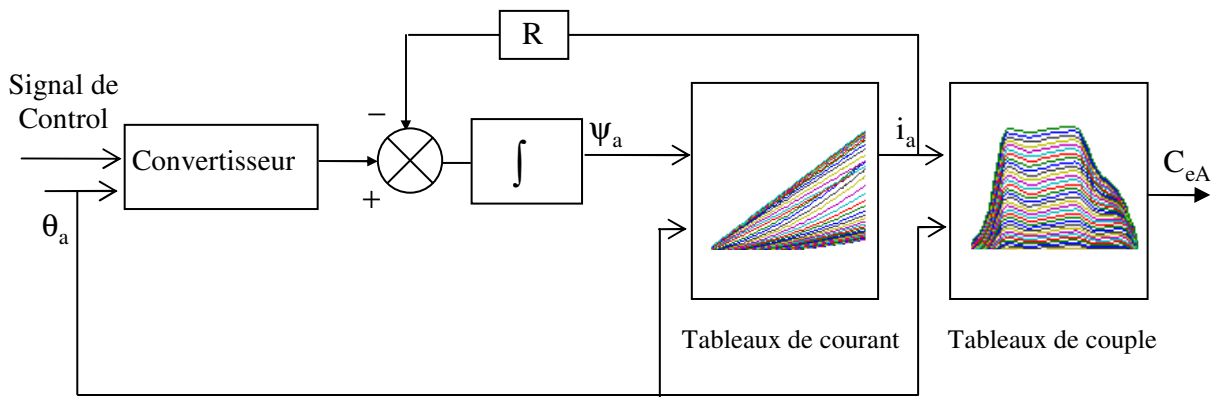 R
Signal de
Control
Convertisseur
−
+
∫
ψa
ia
CeA
θa
Tableaux de courant
Tableaux de couple